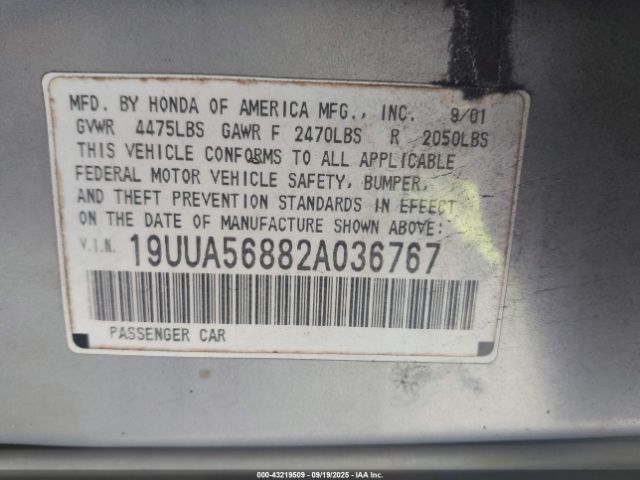 MFD. BY HONDA OF AMERICA MFG., INC. 9/01
GVWR 4475LBS GAWR F 2470LBS R 2050LBS
THIS VEHICLE CONFORMS TO ALL APPLICABLE
FEDERAL MOTOR VEHICLE SAFETY, BUMPER,
AND THEFT PREVENTION STANDARDS IN EFFECT
ON THE DATE OF MANUFACTURE SHOWN ABOVE:
V.I.N. 19UUA56882A036767
PASSENGER CAR
000-43219509 - 09/19/2025 - IAA Inc.